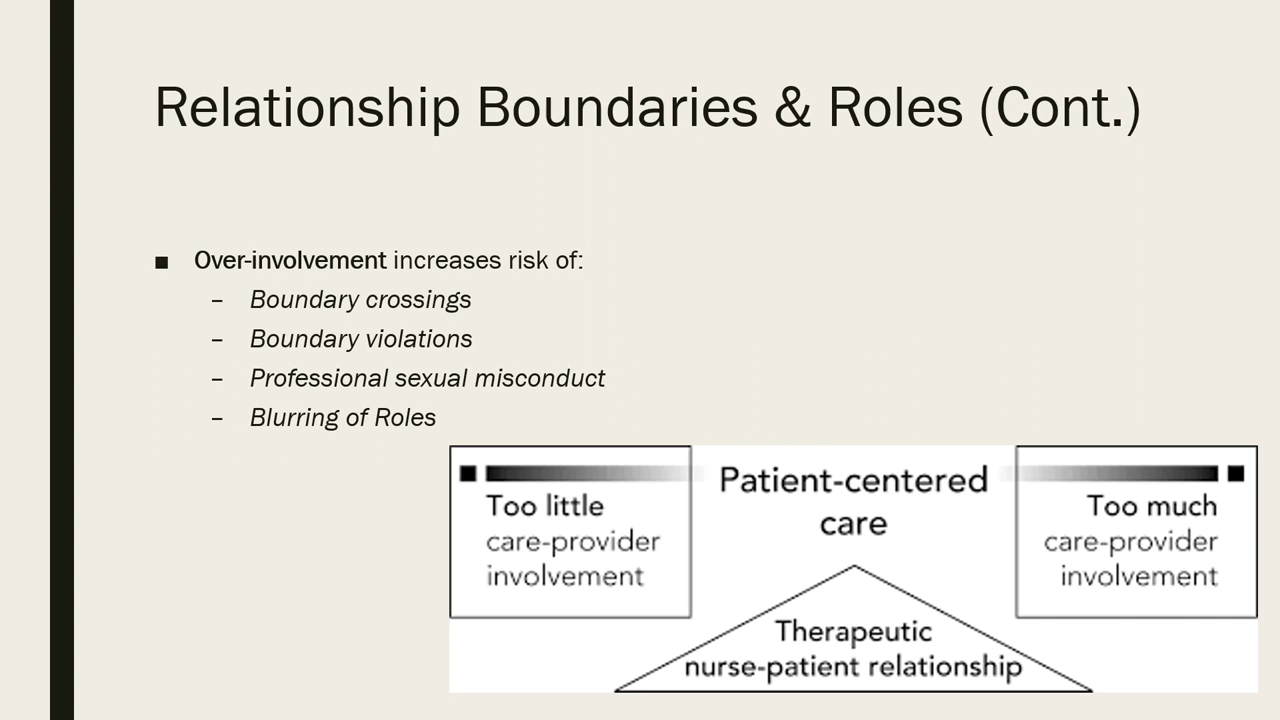 Relationship Boundaries & Roles (Cont.)
■ Over-involvement increases risk of:
– Boundary crossings
– Boundary violations
– Professional sexual misconduct
– Blurring of Roles
Too little
care-provider
involvement
Patient-centered
care
Too much
care-provider
involvement
Therapeutic
nurse-patient relationship